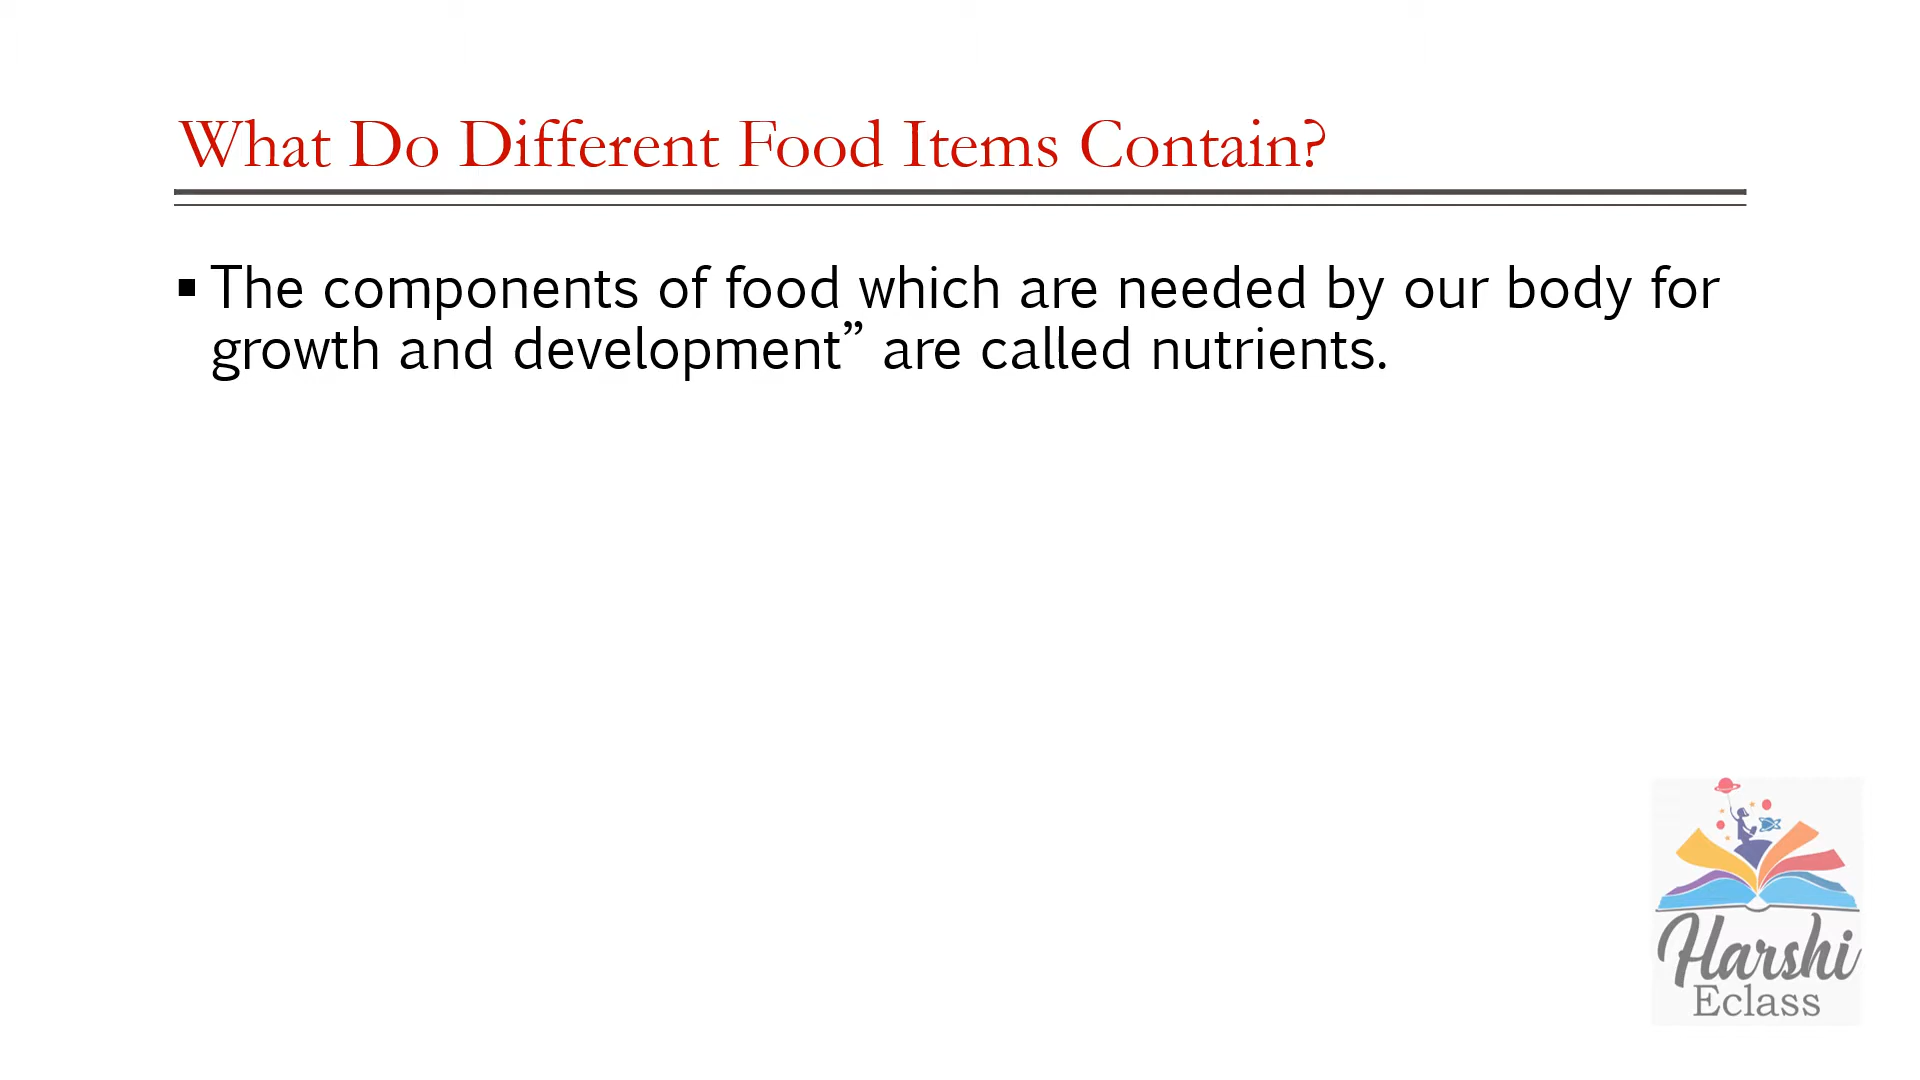 What Do Different Food Items Contain?
▪ The components of food which are needed by our body for
growth and development” are called nutrients.
Harshi
Eclass